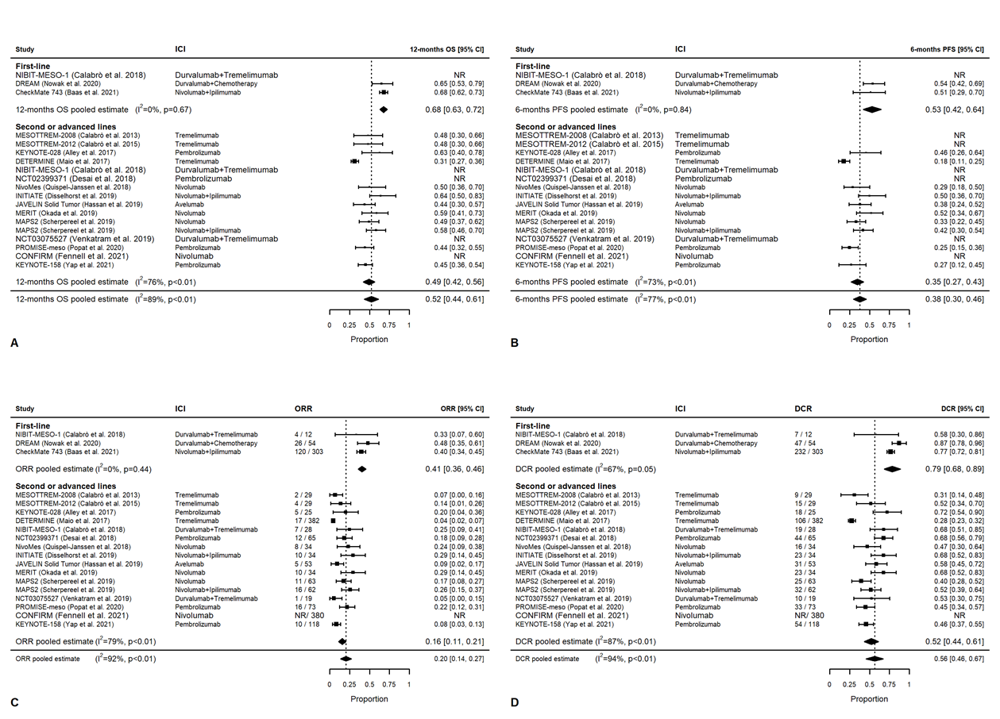 Study ICI 12-months OS [95% CI]
First-line
NIBIT-MESO-1 (Calabrò et al. 2018) Durvalumab+Tremelimumab NR
DREAM (Nowak et al. 2020) Durvalumab+Chemotherapy 0.65 [0.53, 0.79]
CheckMate 743 (Baas et al. 2021) Nivolumab+Ipilimumab 0.68 [0.62, 0.73]
12-months OS pooled estimate (I²=0%, p=0.67) 0.68 [0.63, 0.72]
Second or advanced lines
MESOTTREM-2008 (Calabrò et al. 2013) Tremelimumab 0.48 [0.30, 0.66]
MESOTTREM-2012 (Calabrò et al. 2015) Tremelimumab 0.48 [0.30, 0.66]
KEYNOTE-028 (Alley et al. 2017) Pembrolizumab 0.63 [0.40, 0.78]
DETERMINE (Maio et al. 2017) Tremelimumab 0.31 [0.27, 0.36]
NIBIT-MESO-1 (Calabrò et al. 2018) Durvalumab+Tremelimumab NR
NCT02399371 (Desai et al. 2018) Pembrolizumab NR
NivoMes (Quispel-Janssen et al. 2018) Nivolumab 0.50 [0.36, 0.70]
INITIATE (Disselhorst et al. 2019) Nivolumab+Ipilimumab 0.64 [0.50, 0.83]
JAVELIN Solid Tumor (Hassan et al. 2019) Avelumab 0.44 [0.30, 0.57]
MERIT (Okada et al. 2019) Nivolumab 0.59 [0.41, 0.73]
MAPS2 (Scherpereel et al. 2019) Nivolumab 0.49 [0.37, 0.62]
MAPS2 (Scherpereel et al. 2019) Nivolumab+Ipilimumab 0.58 [0.46, 0.70]
NCT03075527 (Venkatram et al. 2019) Durvalumab+Tremelimumab NR
PROMISE-meso (Popat et al. 2020) Pembrolizumab 0.44 [0.32, 0.55]
CONFIRM (Fennell et al. 2021) Nivolumab NR
KEYNOTE-158 (Yap et al. 2021) Pembrolizumab 0.45 [0.36, 0.54]
12-months OS pooled estimate (I²=76%, p<0.01) 0.49 [0.42, 0.56]
12-months OS pooled estimate (I²=89%, p<0.01) 0.52 [0.44, 0.61]
0 0.25 0.5 0.75 1
Proportion
A
Study ICI 6-months PFS [95% CI]
First-line
NIBIT-MESO-1 (Calabrò et al. 2018) Durvalumab+Tremelimumab NR
DREAM (Nowak et al. 2020) Durvalumab+Chemotherapy 0.54 [0.42, 0.69]
CheckMate 743 (Baas et al. 2021) Nivolumab+Ipilimumab 0.51 [0.29, 0.70]
6-months PFS pooled estimate (I²=0%, p=0.84) 0.53 [0.42, 0.64]
Second or advanced lines
MESOTTREM-2008 (Calabrò et al. 2013) Tremelimumab NR
MESOTTREM-2012 (Calabrò et al. 2015) Tremelimumab NR
KEYNOTE-028 (Alley et al. 2017) Pembrolizumab 0.46 [0.26, 0.64]
DETERMINE (Maio et al. 2017) Tremelimumab 0.18 [0.11, 0.25]
NIBIT-MESO-1 (Calabrò et al. 2018) Durvalumab+Tremelimumab NR
NCT02399371 (Desai et al. 2018) Pembrolizumab NR
NivoMes (Quispel-Janssen et al. 2018) Nivolumab 0.29 [0.18, 0.50]
INITIATE (Disselhorst et al. 2019) Nivolumab+Ipilimumab 0.50 [0.36, 0.70]
JAVELIN Solid Tumor (Hassan et al. 2019) Avelumab 0.38 [0.24, 0.52]
MERIT (Okada et al. 2019) Nivolumab 0.52 [0.34, 0.67]
MAPS2 (Scherpereel et al. 2019) Nivolumab 0.33 [0.22, 0.45]
MAPS2 (Scherpereel et al. 2019) Nivolumab+Ipilimumab 0.42 [0.30, 0.54]
NCT03075527 (Venkatram et al. 2019) Durvalumab+Tremelimumab NR
PROMISE-meso (Popat et al. 2020) Pembrolizumab 0.25 [0.15, 0.36]
CONFIRM (Fennell et al. 2021) Nivolumab NR
KEYNOTE-158 (Yap et al. 2021) Pembrolizumab 0.27 [0.12, 0.45]
6-months PFS pooled estimate (I²=73%, p<0.01) 0.35 [0.27, 0.43]
6-months PFS pooled estimate (I²=77%, p<0.01) 0.38 [0.30, 0.46]
0 0.25 0.5 0.75 1
Proportion
B
Study ICI ORR ORR [95% CI]
First-line
NIBIT-MESO-1 (Calabrò et al. 2018) Durvalumab+Tremelimumab 4 / 12 0.33 [0.07, 0.60]
DREAM (Nowak et al. 2020) Durvalumab+Chemotherapy 26 / 54 0.48 [0.35, 0.61]
CheckMate 743 (Baas et al. 2021) Nivolumab+Ipilimumab 120 / 303 0.40 [0.34, 0.45]
ORR pooled estimate (I²=0%, p=0.44) 0.41 [0.36, 0.46]
Second or advanced lines
MESOTTREM-2008 (Calabrò et al. 2013) Tremelimumab 2 / 29 0.07 [0.00, 0.16]
MESOTTREM-2012 (Calabrò et al. 2015) Tremelimumab 4 / 29 0.14 [0.01, 0.26]
KEYNOTE-028 (Alley et al. 2017) Pembrolizumab 5 / 25 0.20 [0.04, 0.36]
DETERMINE (Maio et al. 2017) Tremelimumab 17 / 382 0.04 [0.02, 0.07]
NIBIT-MESO-1 (Calabrò et al. 2018) Durvalumab+Tremelimumab 7 / 28 0.25 [0.09, 0.41]
NCT02399371 (Desai et al. 2018) Pembrolizumab 12 / 65 0.18 [0.09, 0.28]
NivoMes (Quispel-Janssen et al. 2018) Nivolumab 8 / 34 0.24 [0.09, 0.38]
INITIATE (Disselhorst et al. 2019) Nivolumab+Ipilimumab 10 / 34 0.29 [0.14, 0.45]
JAVELIN Solid Tumor (Hassan et al. 2019) Avelumab 5 / 53 0.09 [0.02, 0.17]
MERIT (Okada et al. 2019) Nivolumab 10 / 34 0.29 [0.14, 0.45]
MAPS2 (Scherpereel et al. 2019) Nivolumab 11 / 63 0.17 [0.08, 0.27]
MAPS2 (Scherpereel et al. 2019) Nivolumab+Ipilimumab 16 / 62 0.26 [0.15, 0.37]
NCT03075527 (Venkatram et al. 2019) Durvalumab+Tremelimumab 1 / 19 0.05 [0.00, 0.15]
PROMISE-meso (Popat et al. 2020) Pembrolizumab 16 / 73 0.22 [0.12, 0.31]
CONFIRM (Fennell et al. 2021) Nivolumab NR/ 380 NR
KEYNOTE-158 (Yap et al. 2021) Pembrolizumab 10 / 118 0.08 [0.03, 0.13]
ORR pooled estimate (I²=79%, p<0.01) 0.16 [0.11, 0.21]
ORR pooled estimate (I²=92%, p<0.01) 0.20 [0.14, 0.27]
0 0.25 0.5 0.75 1
Proportion
C
Study ICI DCR DCR [95% CI]
First-line
NIBIT-MESO-1 (Calabrò et al. 2018) Durvalumab+Tremelimumab 7 / 12 0.58 [0.30, 0.86]
DREAM (Nowak et al. 2020) Durvalumab+Chemotherapy 47 / 54 0.87 [0.78, 0.96]
CheckMate 743 (Baas et al. 2021) Nivolumab+Ipilimumab 232 / 303 0.77 [0.72, 0.81]
DCR pooled estimate (I²=67%, p=0.05) 0.79 [0.68, 0.89]
Second or advanced lines
MESOTTREM-2008 (Calabrò et al. 2013) Tremelimumab 9 / 29 0.31 [0.14, 0.48]
MESOTTREM-2012 (Calabrò et al. 2015) Tremelimumab 15 / 29 0.52 [0.34, 0.70]
KEYNOTE-028 (Alley et al. 2017) Pembrolizumab 18 / 25 0.72 [0.54, 0.90]
DETERMINE (Maio et al. 2017) Tremelimumab 106 / 382 0.28 [0.23, 0.32]
NIBIT-MESO-1 (Calabrò et al. 2018) Durvalumab+Tremelimumab 19 / 28 0.68 [0.51, 0.85]
NCT02399371 (Desai et al. 2018) Pembrolizumab 44 / 65 0.68 [0.56, 0.79]
NivoMes (Quispel-Janssen et al. 2018) Nivolumab 16 / 34 0.47 [0.30, 0.64]
INITIATE (Disselhorst et al. 2019) Nivolumab+Ipilimumab 23 / 34 0.68 [0.52, 0.83]
JAVELIN Solid Tumor (Hassan et al. 2019) Avelumab 31 / 53 0.58 [0.45, 0.72]
MERIT (Okada et al. 2019) Nivolumab 23 / 34 0.68 [0.52, 0.83]
MAPS2 (Scherpereel et al. 2019) Nivolumab 25 / 63 0.40 [0.28, 0.52]
MAPS2 (Scherpereel et al. 2019) Nivolumab+Ipilimumab 32 / 62 0.52 [0.39, 0.64]
NCT03075527 (Venkatram et al. 2019) Durvalumab+Tremelimumab 10 / 19 0.53 [0.30, 0.75]
PROMISE-meso (Popat et al. 2020) Pembrolizumab 33 / 73 0.45 [0.34, 0.57]
CONFIRM (Fennell et al. 2021) Nivolumab NR/ 380 NR
KEYNOTE-158 (Yap et al. 2021) Pembrolizumab 54 / 118 0.46 [0.37, 0.55]
DCR pooled estimate (I²=87%, p<0.01) 0.52 [0.44, 0.61]
DCR pooled estimate (I²=94%, p<0.01) 0.56 [0.46, 0.67]
0 0.25 0.5 0.75 1
Proportion
D